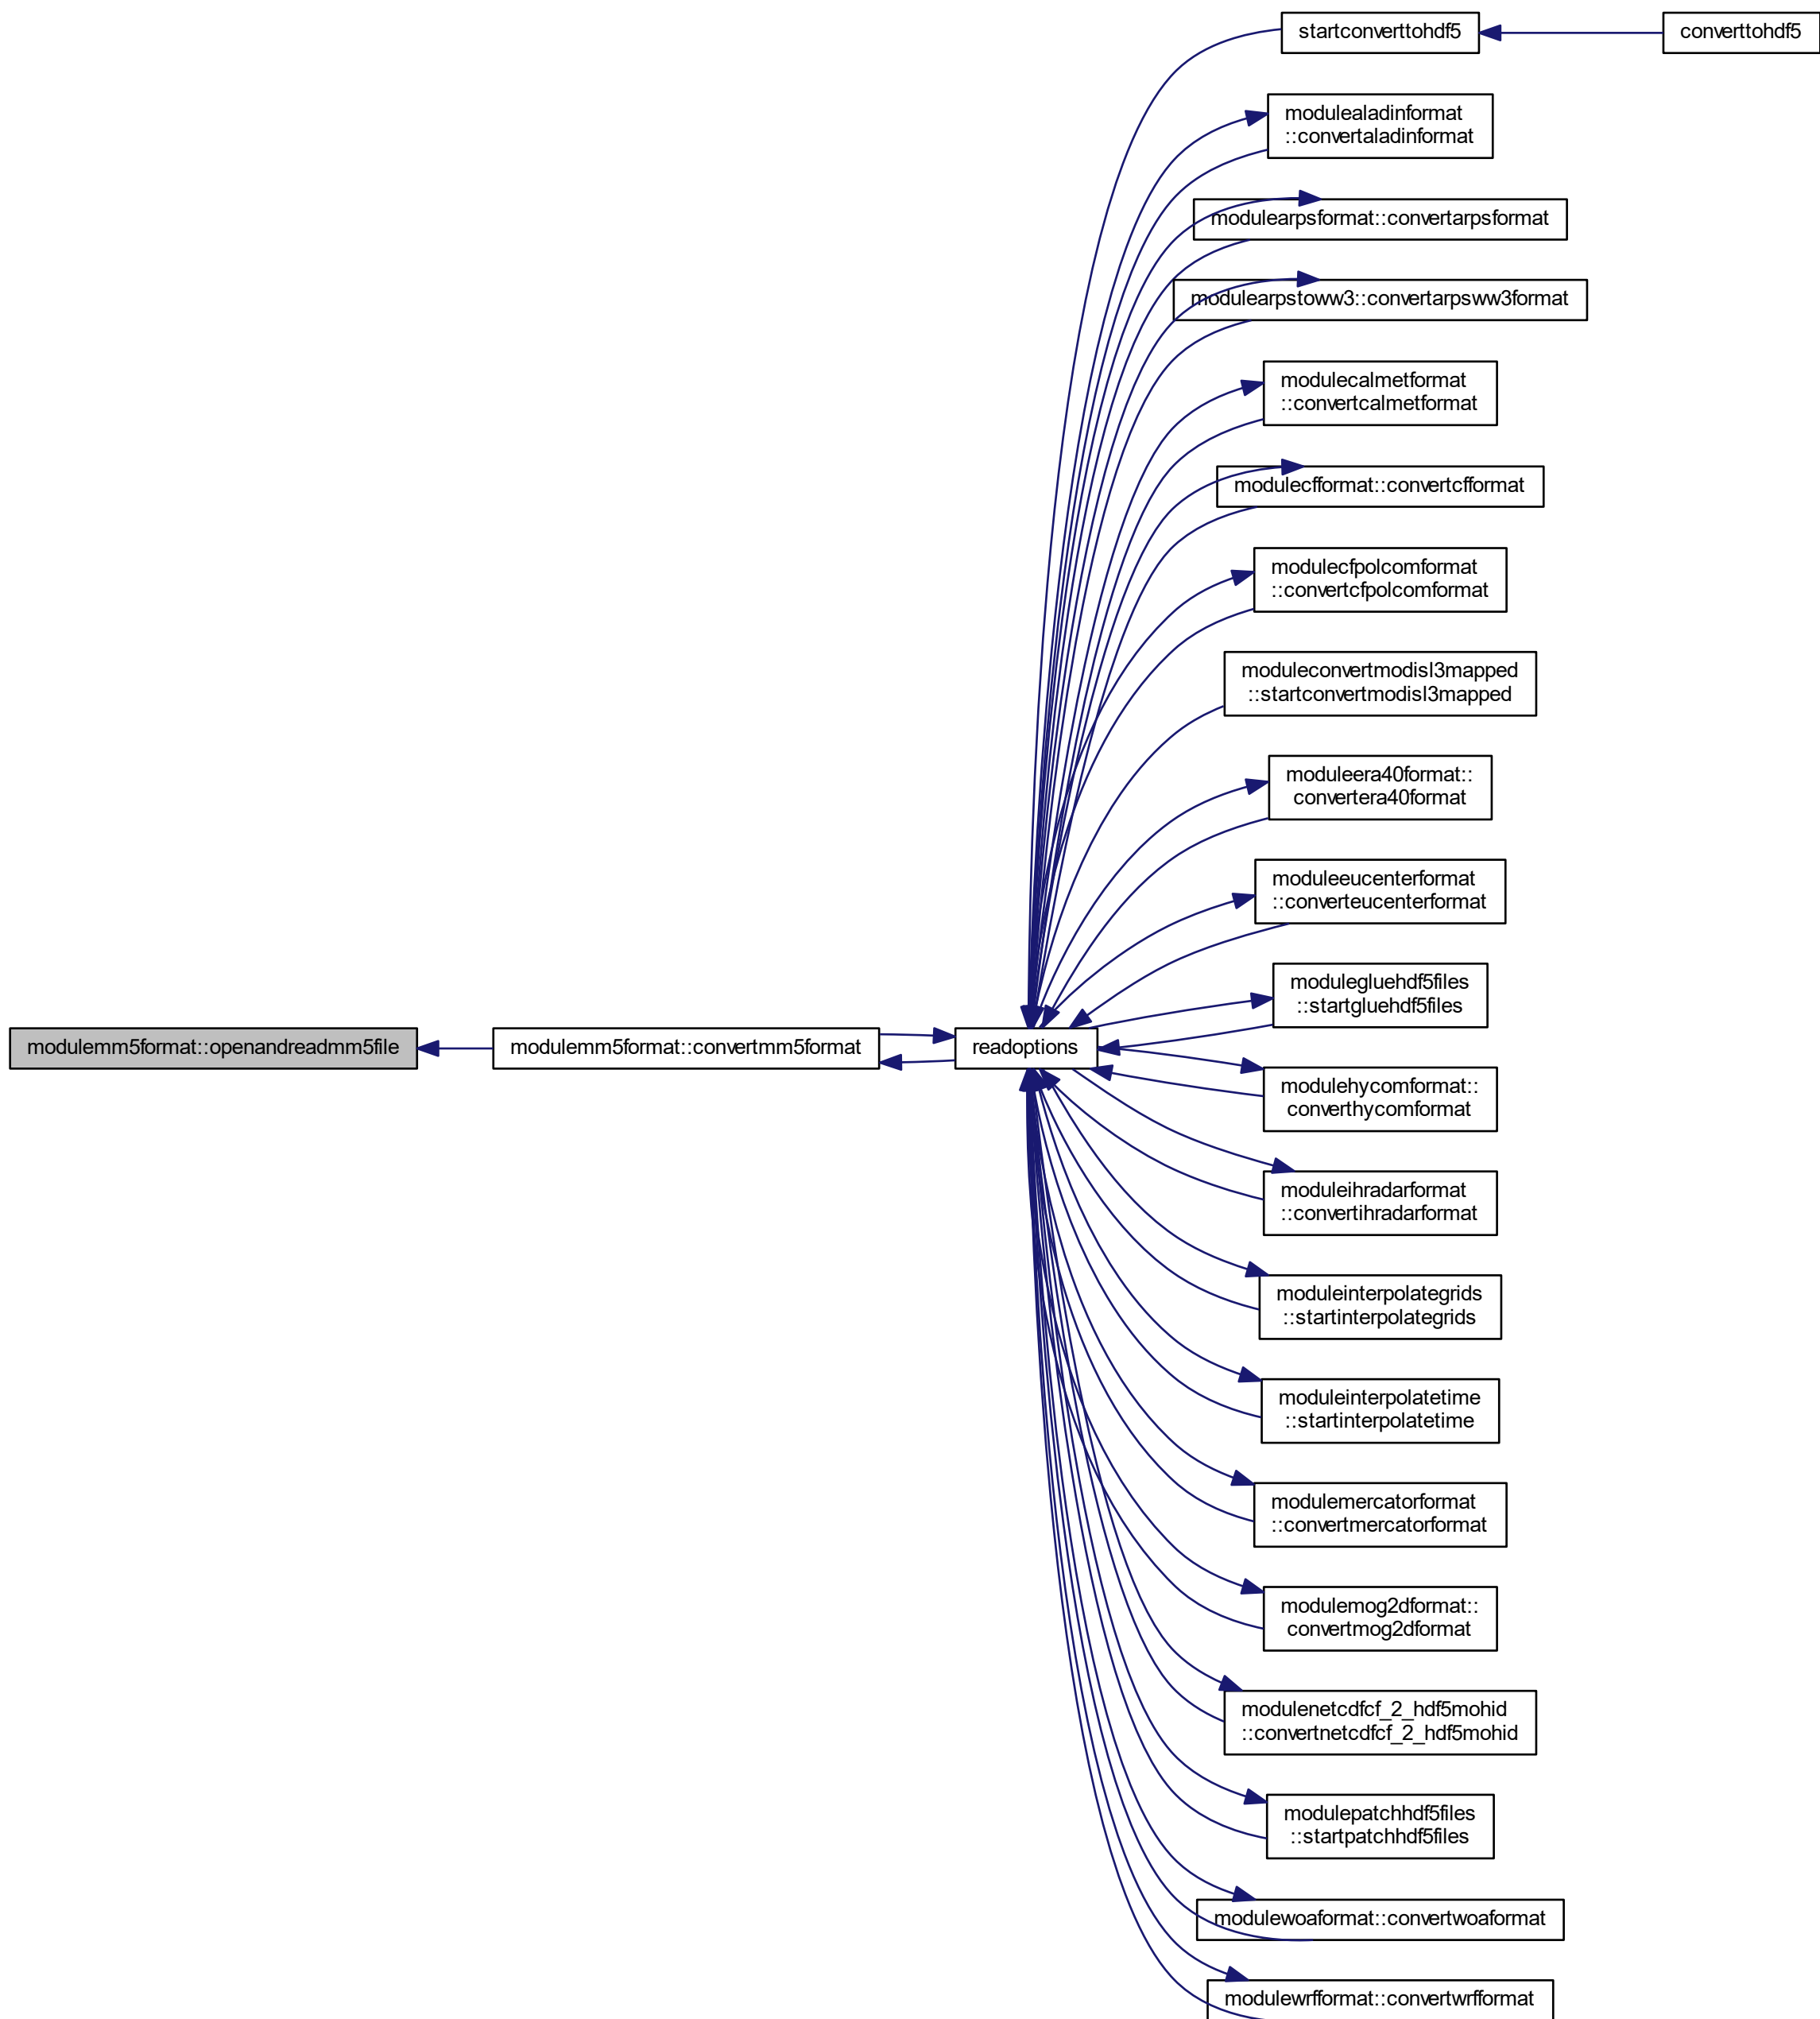 startconverttohdf5
converttohdf5
modulealadinformat
::convertaladinformat
modulearpsformat::convertarpsformat
modulearpstoww3::convertarpsww3format
modulecalmetformat
::convertcalmetformat
modulecfformat::convertcfformat
modulecfpolcomformat
::convertcfpolcomformat
moduleconvertmodisl3mapped
::startconvertmodisl3mapped
moduleera40format::
convertera40format
moduleeucenterformat
::converteucenterformat
modulegluehdf5files
::startgluehdf5files
modulemm5format::openandreadmm5file
modulemm5format::convertmm5format
readoptions
modulehycomformat::
converthycomformat
moduleihradarformat
::convertihradarformat
moduleinterpolategrids
::startinterpolategrids
moduleinterpolatetime
::startinterpolatetime
modulemercatorformat
::convertmercatorformat
modulemog2dformat::
convertmog2dformat
modulenetcdfcf_2_hdf5mohid
::convertnetcdfcf_2_hdf5mohid
modulepatchhdf5files
::startpatchhdf5files
modulewoaformat::convertwoaformat
modulewrfformat::convertwrfformat